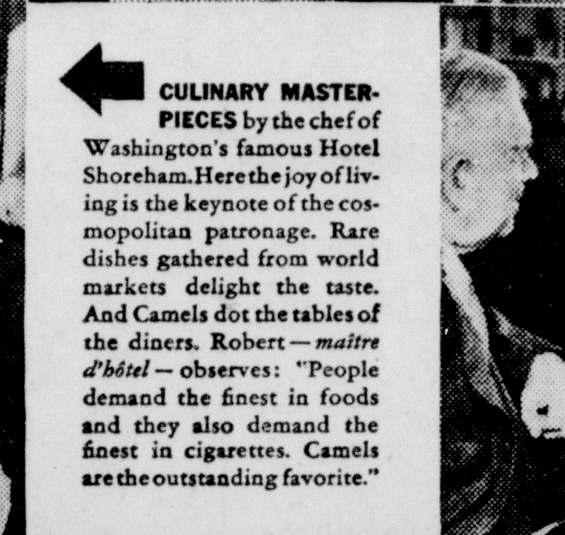 CULINARY MASTER-
PIECES by the chef of
Washington's famous Hotel
Shoreham. Here the joy of liv-
ing is the keynote of the cos-
mopolitan patronage. Rare
dishes gathered from world
markets delight the taste.
And Camels dot the tables of
the diners. Robert — maître
d'hôtel — observes: "People
demand the finest in foods
and they also demand the
finest in cigarettes. Camels
are the outstanding favorite."